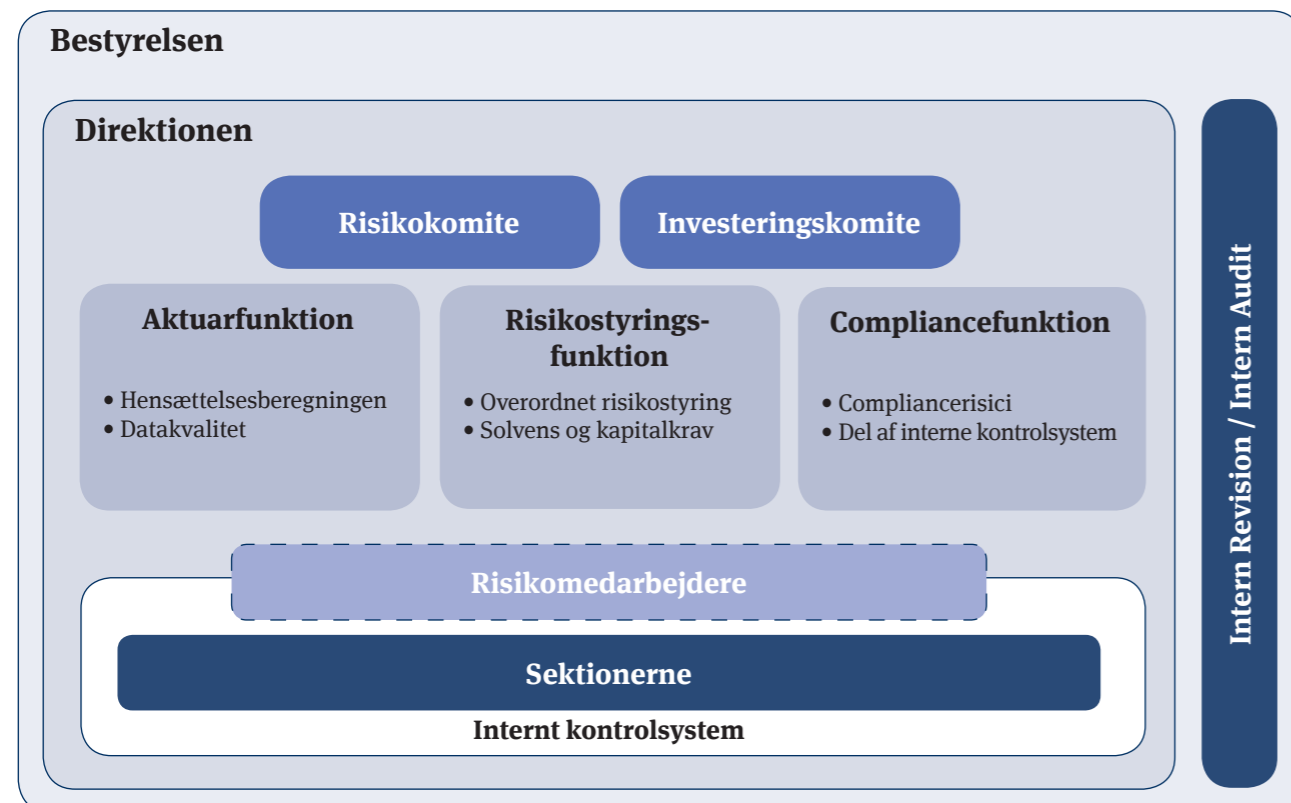 Bestyrelsen
Direktionen
Risikokomite
Investeringskomite
Aktuarfunktion
• Hensættelsesberegningen
• Datakvalitet
Risikostyrings-
funktion
• Overordnet risikostyring
• Solvens og kapitalkrav
Compliancefunktion
• Compliancerisici
• Del af interne kontrolsystem
Risikomedarbejdere
Sektionerne
Internt kontrolsystem
Intern Revision / Intern Audit